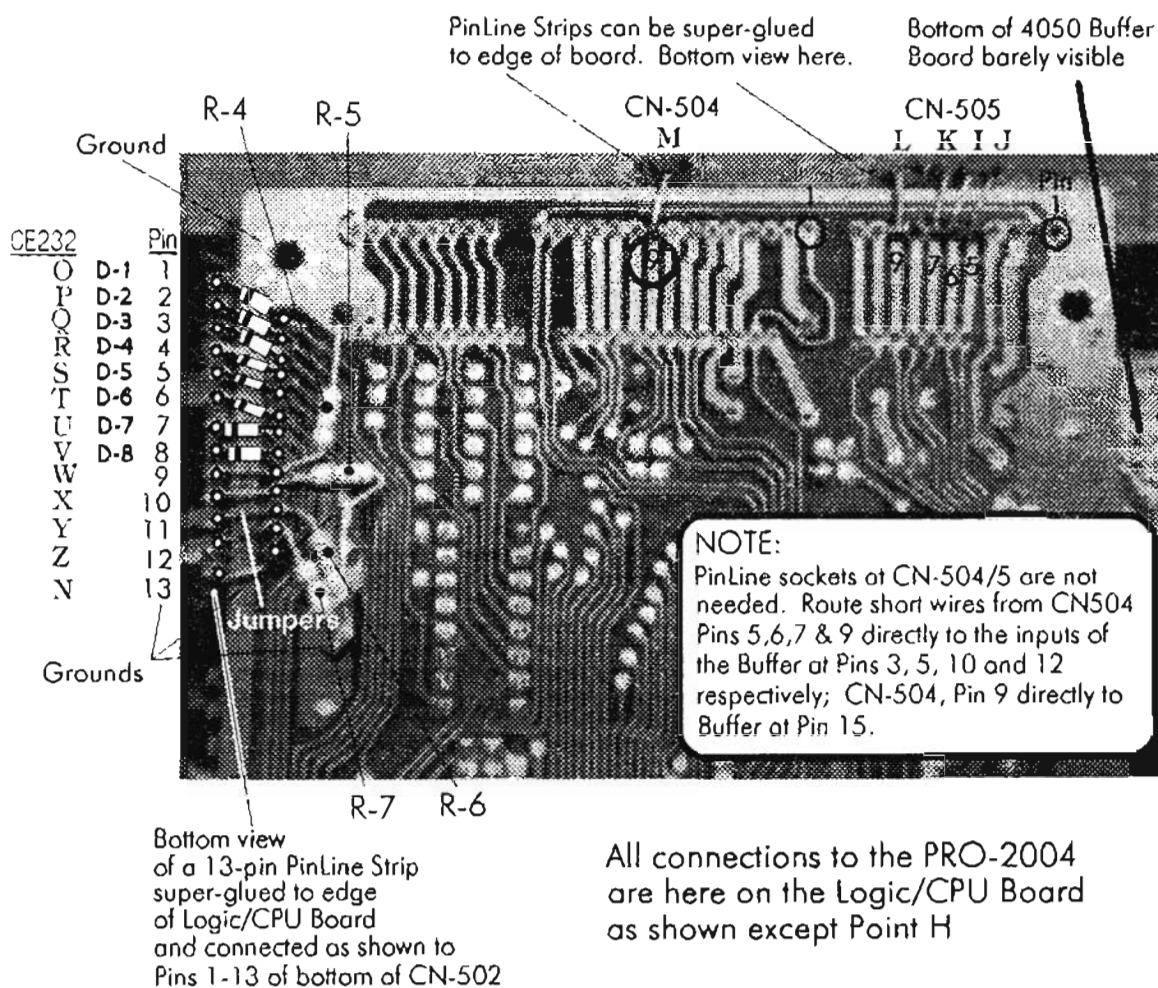 PinLine Strips can be super-glued
to edge of board. Bottom view here.
Bottom of 4050 Buffer
Board barely visible
R-4
R-5
CN-504
M
CN-505
L K I J
Ground
Pin
1
1
9
9 7 6 5
CE232 Pin
O D-1 1
P D-2 2
Q D-3 3
R D-4 4
S D-5 5
T D-6 6
U D-7 7
V D-8 8
W 9
X 10
Y 11
Z 12
N 13
Jumpers
Grounds
NOTE:
PinLine sockets at CN-504/5 are not
needed. Route short wires from CN504
Pins 5,6,7 & 9 directly to the inputs of
the Buffer at Pins 3, 5, 10 and 12
respectively; CN-504, Pin 9 directly to
Buffer at Pin 15.
R-7
R-6
Bottom view
of a 13-pin PinLine Strip
super-glued to edge
of Logic/CPU Board
and connected as shown to
Pins 1-13 of bottom of CN-502
All connections to the PRO-2004
are here on the Logic/CPU Board
as shown except Point H